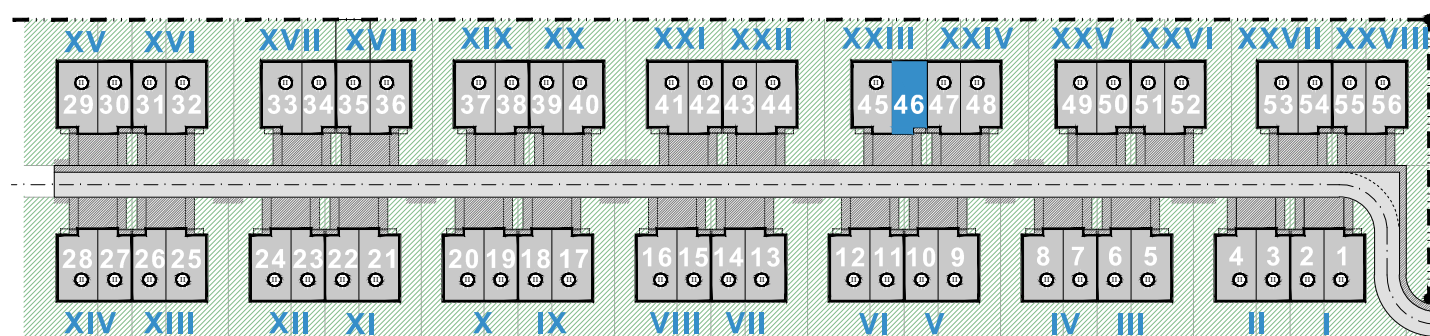 XV XVI XVII XVIII XIX XX XXI XXII XXIII XXIV XXV XXVI XXVII XXVIII
29 30 31 32 33 34 35 36 37 38 39 40 41 42 43 44 45 46 47 48 49 50 51 52 53 54 55 56
28 27 26 25 24 23 22 21 20 19 18 17 16 15 14 13 12 11 10 9 8 7 6 5 4 3 2 1
XIV XIII XII XI X IX VIII VII VI V IV III II I